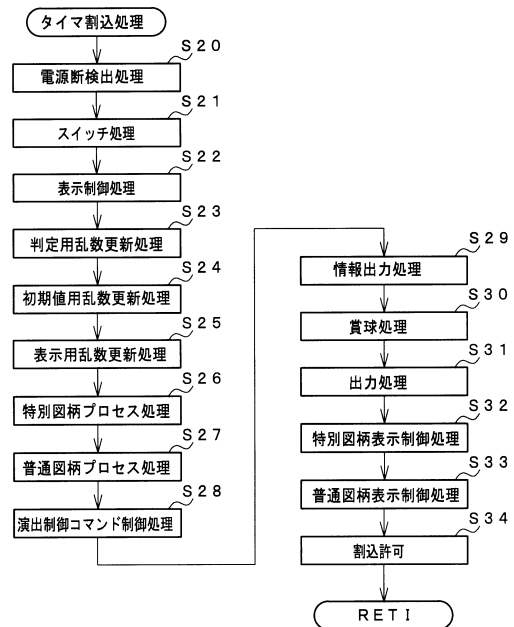 タイマ割込処理
S20
電源断検出処理
S21
スイッチ処理
S22
表示制御処理
S23
判定用乱数更新処理
S24
初期値用乱数更新処理
S25
表示用乱数更新処理
S26
特別図柄プロセス処理
S27
普通図柄プロセス処理
S28
演出制御コマンド制御処理
S29
情報出力処理
S30
賞球処理
S31
出力処理
S32
特別図柄表示制御処理
S33
普通図柄表示制御処理
S34
割込許可
RETI